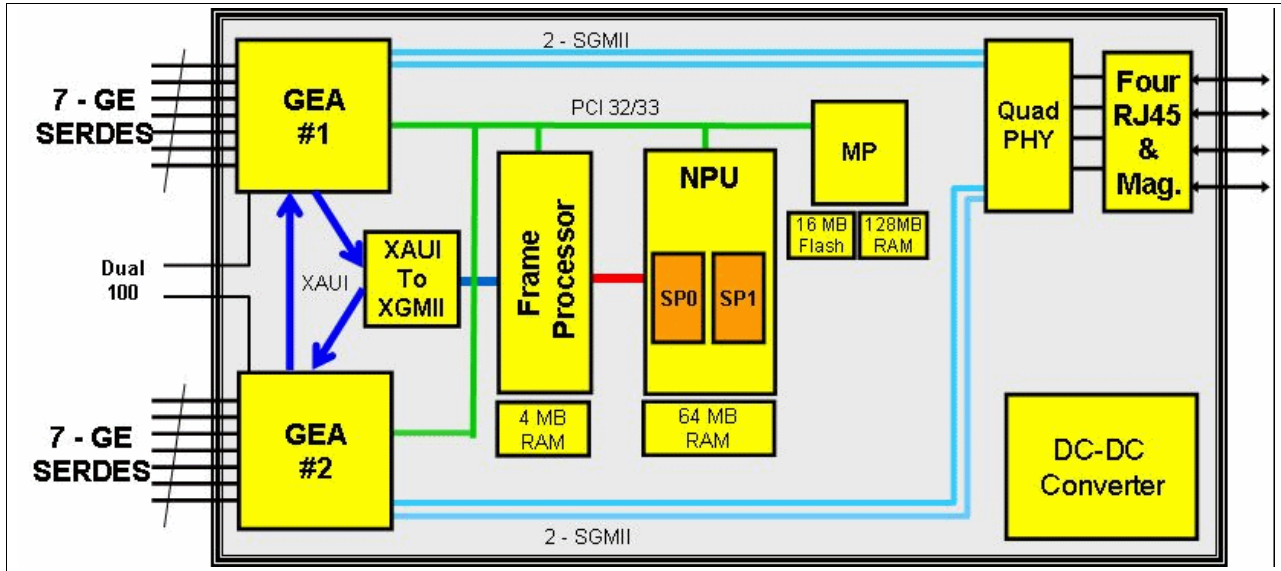 2 - SGMII
7 - GE
SERDES
GEA
#1
PCI 32/33
MP
Quad
PHY
Four
RJ45
&
Mag.
NPU
16 MB
Flash
128MB
RAM
Dual
100
XAUI
XAUI
To
XGMII
Frame
Processor
SP0
SP1
7 - GE
SERDES
GEA
#2
4 MB
RAM
64 MB
RAM
DC-DC
Converter
2 - SGMII